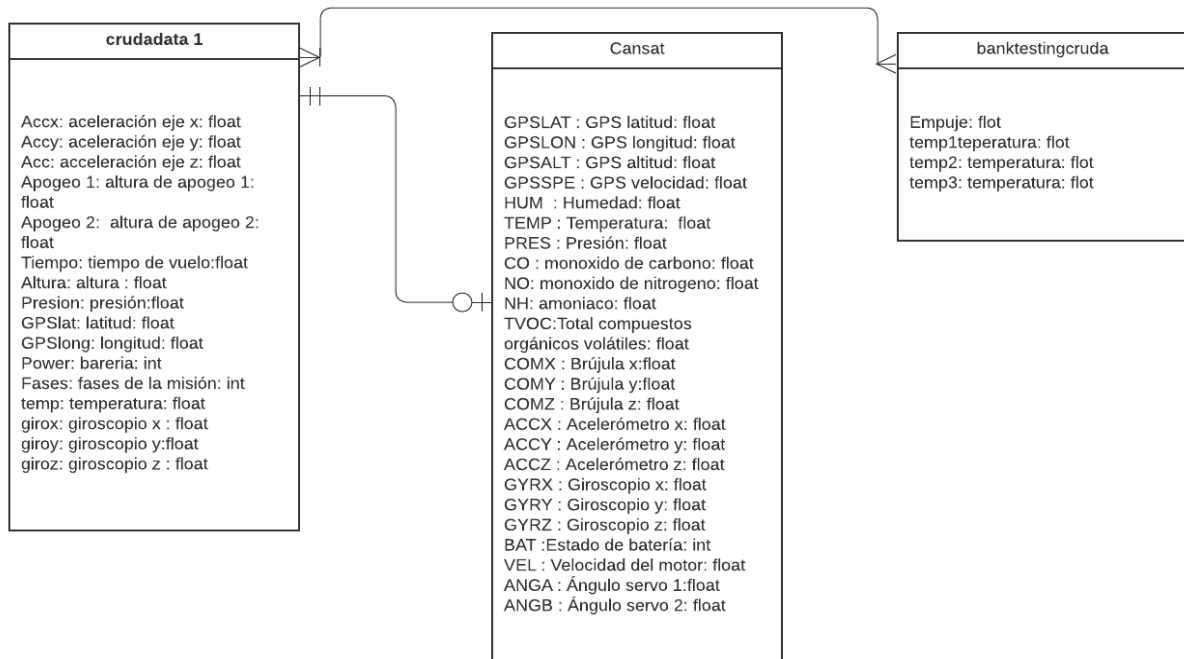 crudadata 1
Accx: aceleración eje x: float
Accy: aceleración eje y: float
Acc: acceleración eje z: float
Apogeo 1: altura de apogeo 1:
float
Apogeo 2:  altura de apogeo 2:
float
Tiempo: tiempo de vuelo:float
Altura: altura : float
Presion: presión:float
GPSlat: latitud: float
GPSlong: longitud: float
Power: bareria: int
Fases: fases de la misión: int
temp: temperatura: float
girox: giroscopio x : float
giroy: giroscopio y:float
giroz: giroscopio z : float
Cansat
GPSLAT : GPS latitud: float
GPSLON : GPS longitud: float
GPSALT : GPS altitud: float
GPSSPE : GPS velocidad: float
HUM  : Humedad: float
TEMP : Temperatura:  float
PRES : Presión: float
CO : monoxido de carbono: float
NO: monoxido de nitrogeno: float
NH: amoniaco: float
TVOC:Total compuestos
orgánicos volátiles: float
COMX : Brújula x:float
COMY : Brújula y:float
COMZ : Brújula z: float
ACCX : Acelerómetro x: float
ACCY : Acelerómetro y: float
ACCZ : Acelerómetro z: float
GYRX : Giroscopio x: float
GYRY : Giroscopio y: float
GYRZ : Giroscopio z: float
BAT :Estado de batería: int
VEL : Velocidad del motor: float
ANGA : Ángulo servo 1:float
ANGB : Ángulo servo 2: float
banktestingcruda
Empuje: flot
temp1teperatura: flot
temp2: temperatura: flot
temp3: temperatura: flot